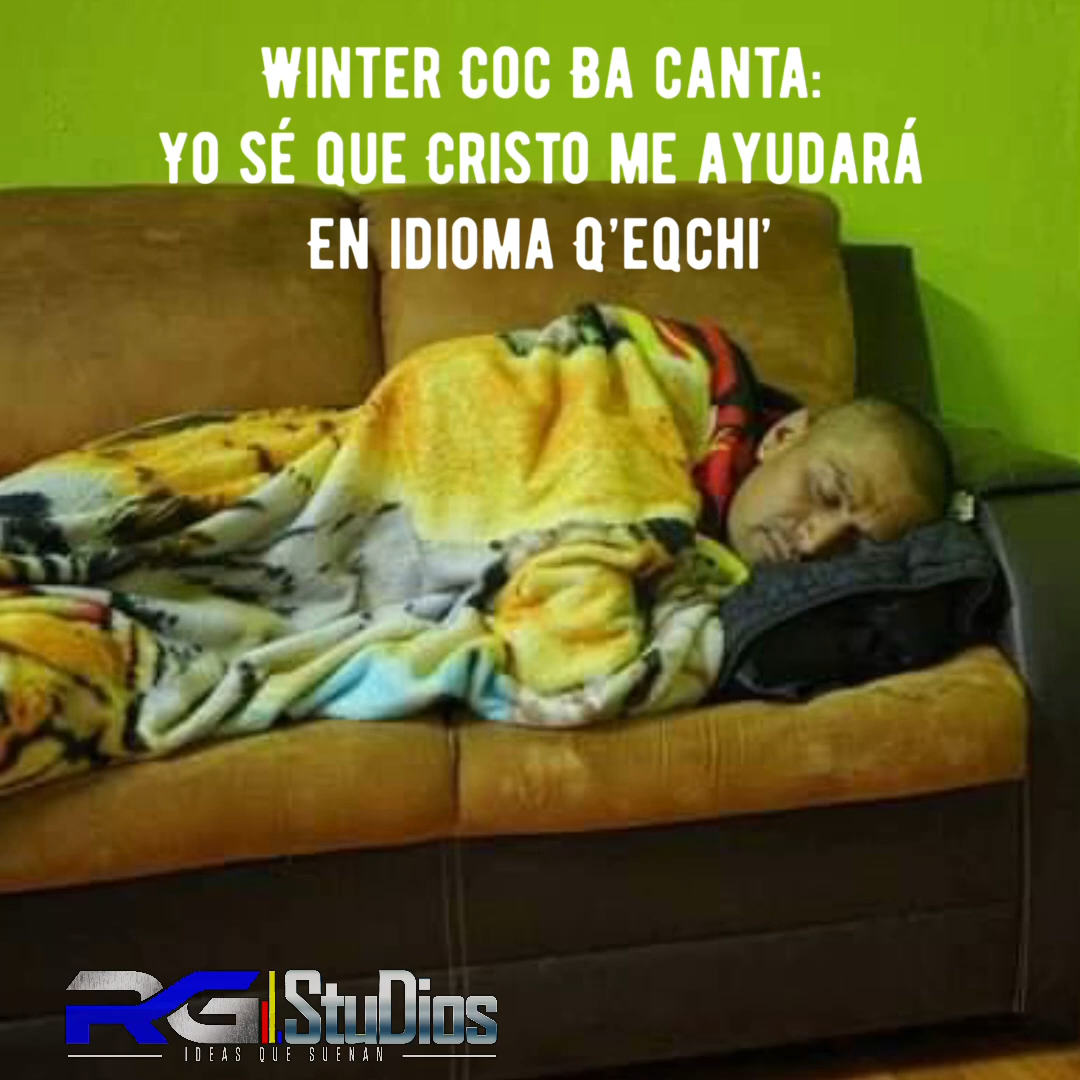 Winter Coc Ba canta:
Yo sé que Cristo me ayudará
En idioma Q'eqchi'
RG StuDios
IDEAS QUE SUENAN